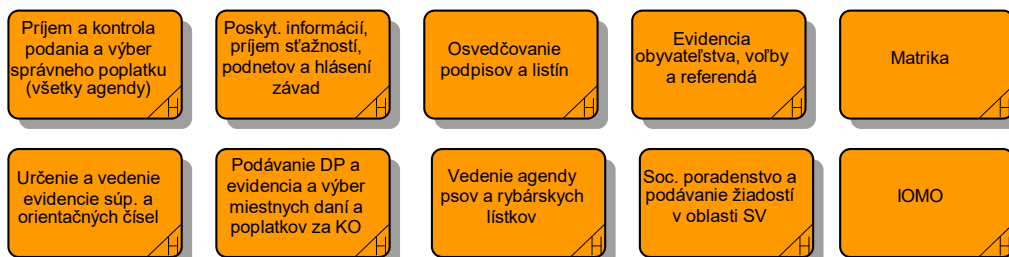 Príjem a kontrola
podania a výber
správneho poplatku
(všetky agendy)
H
Poskyt. informácií,
príjem sťažností,
podnetov a hlásení
závad
H
Osvedčovanie
podpisov a listín
H
Evidencia
obyvateľstva, voľby
a referendá
H
Matrika
H
Určenie a vedenie
evidencie súp. a
orientačných čísel
H
Podávanie DP a
evidencia a výber
miestnych daní a
poplatkov za KO
H
Vedenie agendy
psov a rybárskych
lístkov
H
Soc. poradenstvo a
podávanie žiadostí
v oblasti SV
H
IOMO
H